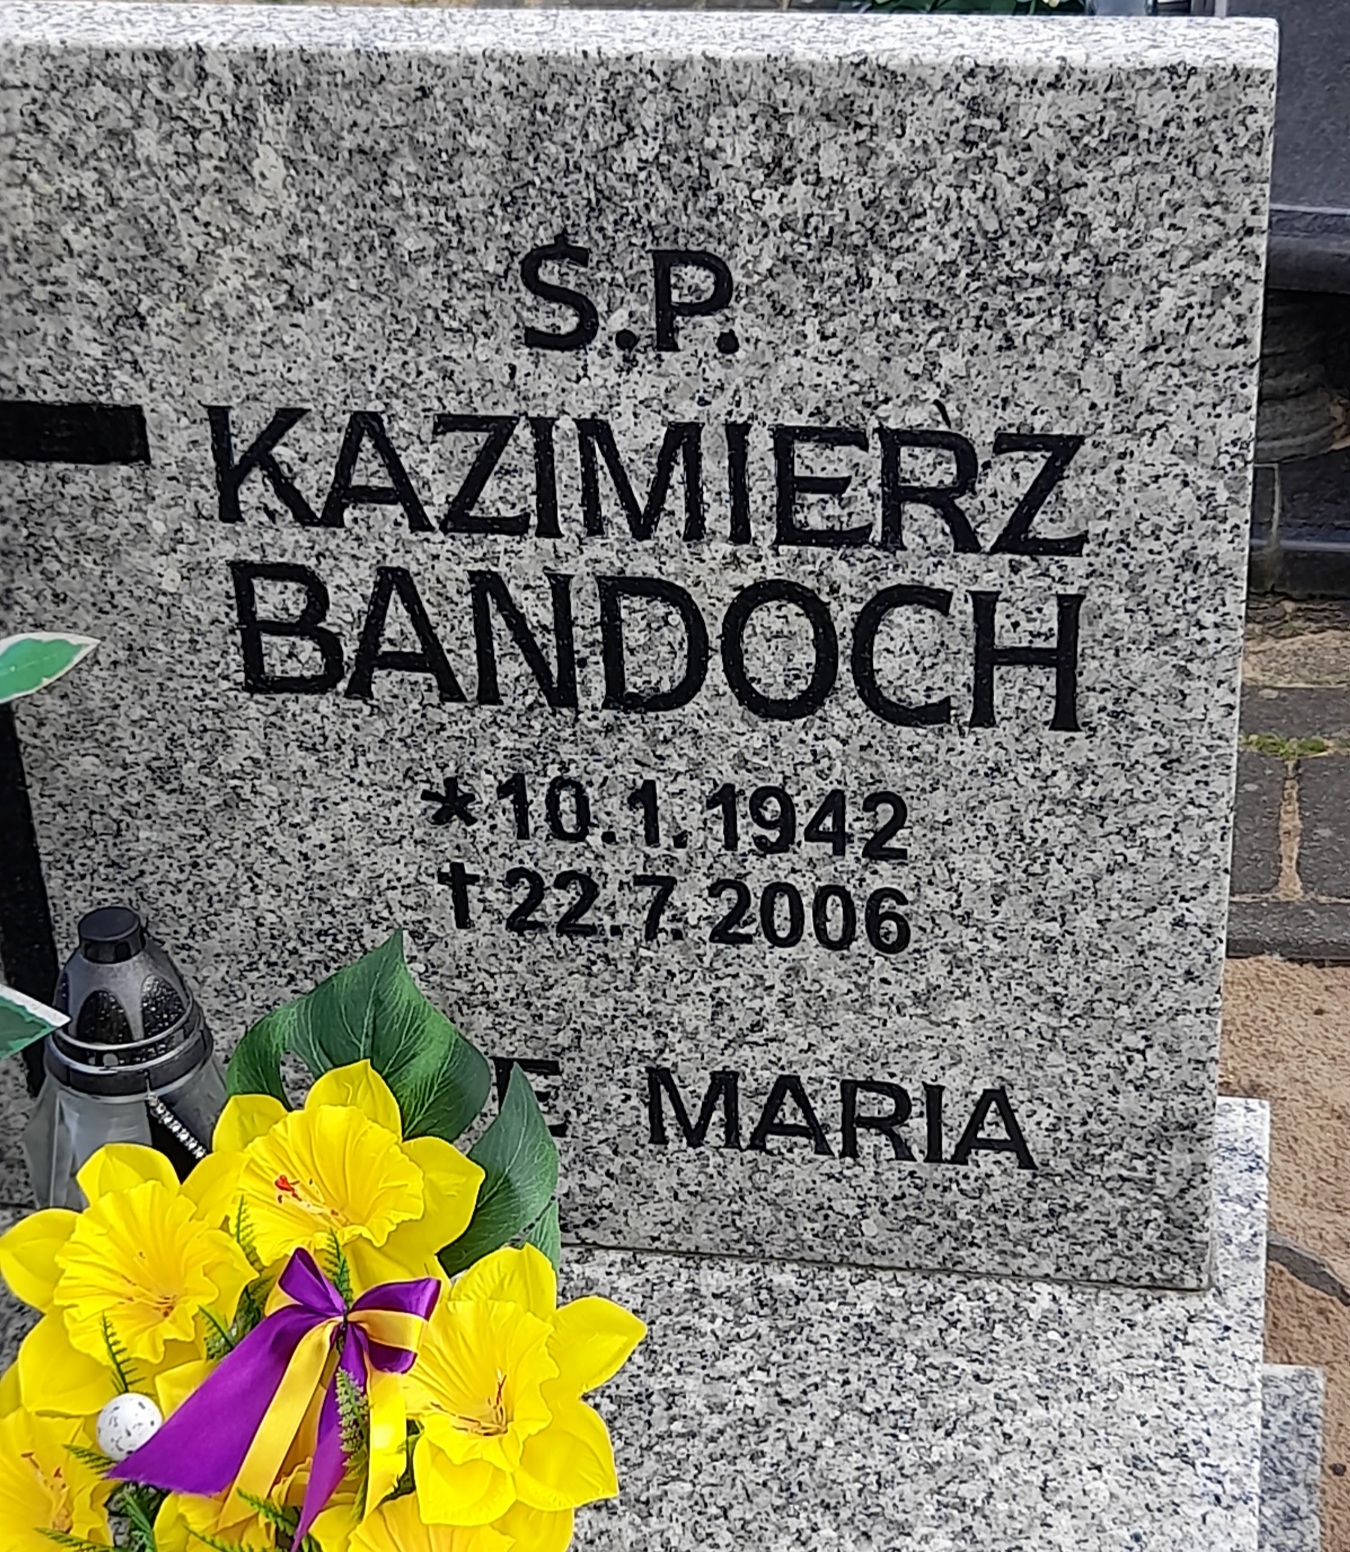 Ś.P.
KAZIMIERZ
BANDOCH
*10.1.1942
†22.7.2006
MARIA